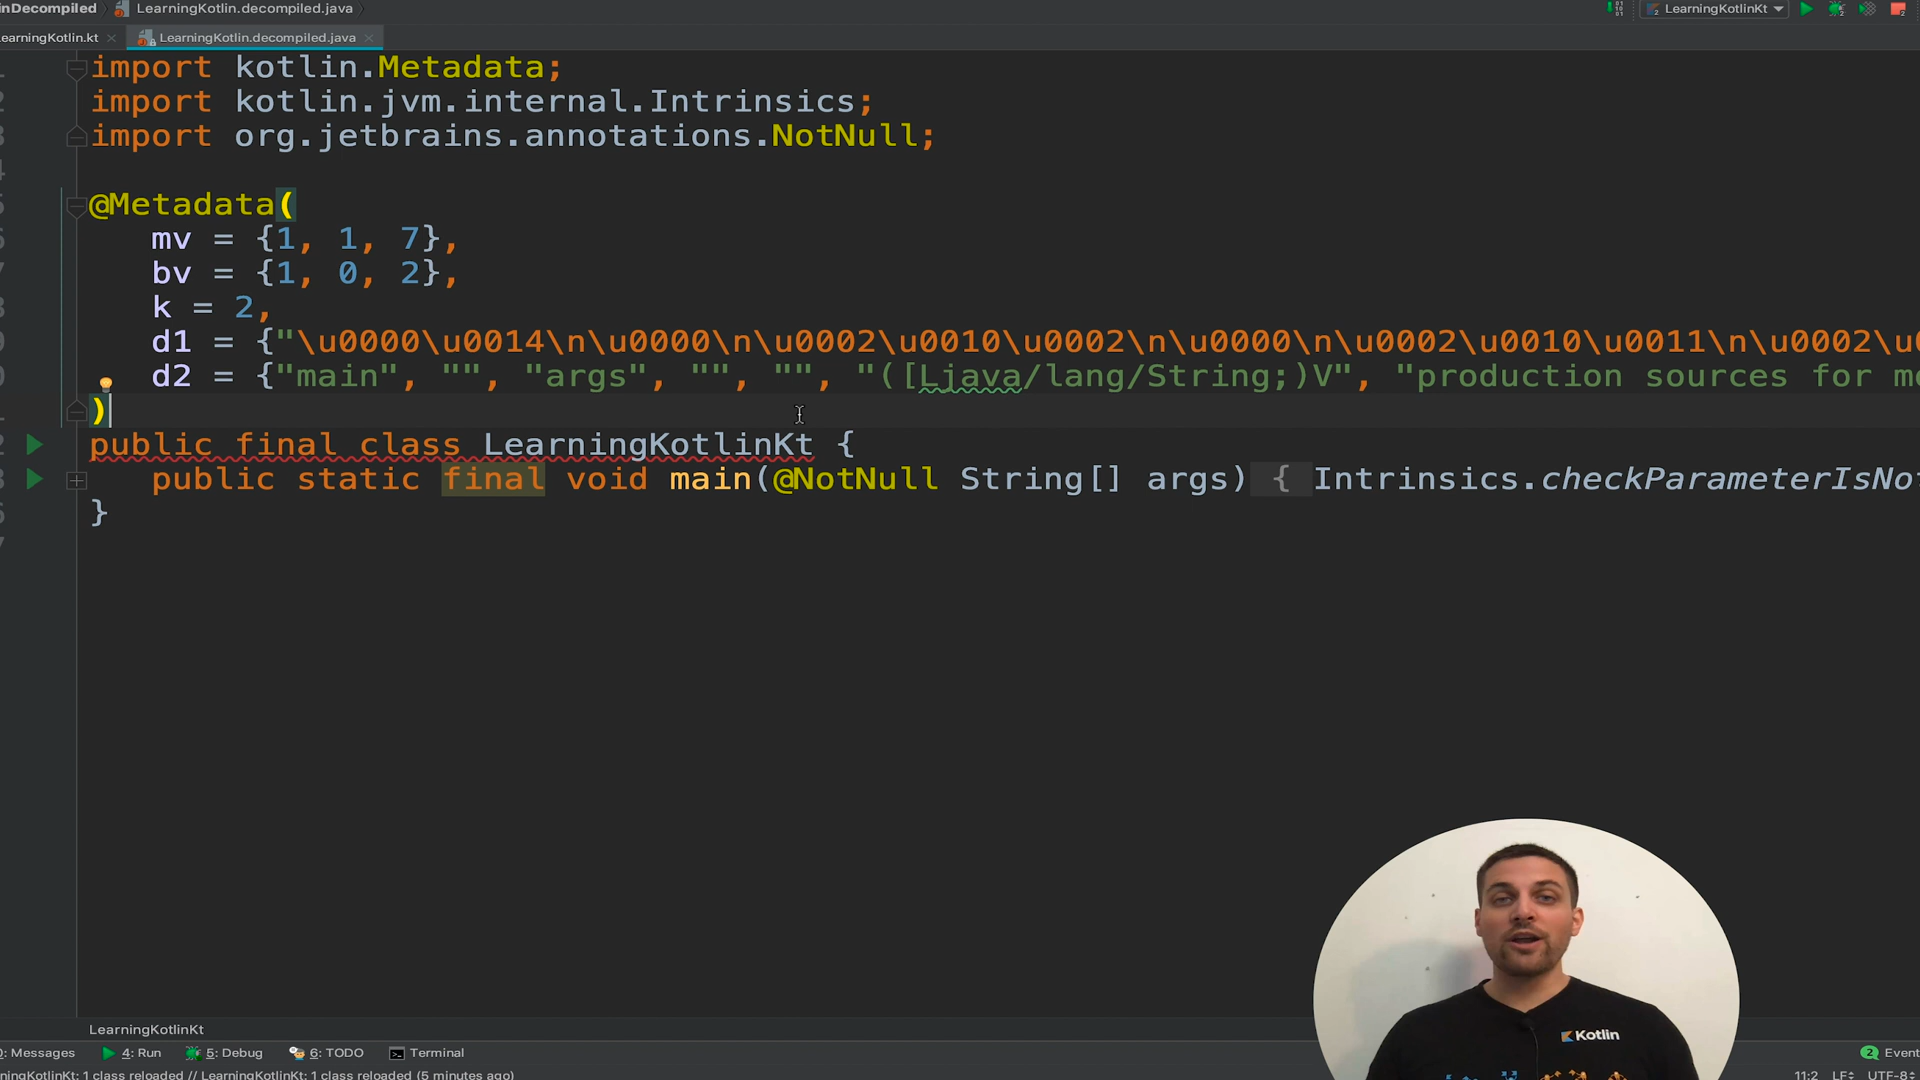 inDecompiled LearningKotlin.decompiled.java LearningKotlinKt
earningKotlin.kt LearningKotlin.decompiled.java
import kotlin.Metadata;
import kotlin.jvm.internal.Intrinsics;
import org.jetbrains.annotations.NotNull;
@Metadata(
mv = {1, 1, 7},
bv = {1, 0, 2},
k = 2,
d1 = {"\u0000\u0014\n\u0000\n\u0002\u0010\u0002\n\u0000\n\u0002\u0010\u0011\n\u0002\u0
d2 = {"main", "", "args", "", "", "([Ljava/lang/String;)V", "production sources for mo
)
public final class LearningKotlinKt {
public static final void main(@NotNull String[] args) { Intrinsics.checkParameterIsNot
}
LearningKotlinKt
0: Messages 4: Run 5: Debug 6: TODO Terminal 2 Event
rningKotlinKt: 1 class reloaded // LearningKotlinKt: 1 class reloaded (5 minutes ago) 11:2 LF UTF-8
Kotlin